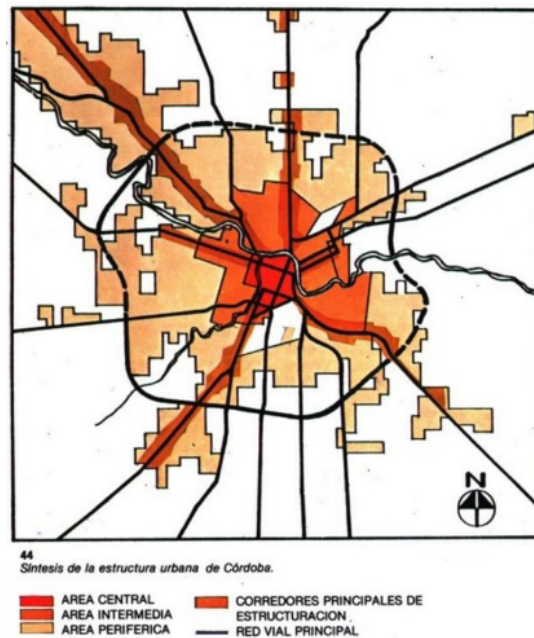 N
44
Síntesis de la estructura urbana de Córdoba.
AREA CENTRAL
AREA INTERMEDIA
AREA PERIFERICA
CORREDORES PRINCIPALES DE
ESTRUCTURACION
RED VIAL PRINCIPAL